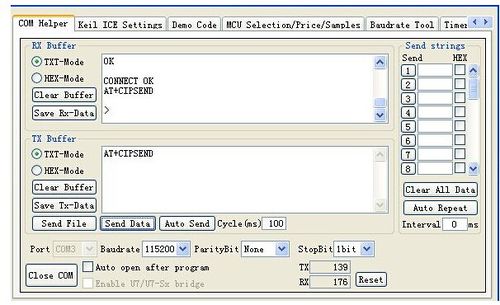 COM Helper Keil ICE Settings Demo Code MCU Selection/Price/Samples Baudrate Tool Timer
RX Buffer
TXT-Mode
HEX-Mode
Clear Buffer
Save Rx-Data
OK
CONNECT OK
AT+CIPSEND
>
TX Buffer
TXT-Mode
HEX-Mode
Clear Buffer
Save Tx-Data
AT+CIPSEND
Send File Send Data Auto Send Cycle(ms) 100
Send strings
Send HEX
1
2
3
4
5
6
7
8
Clear All Data
Auto Repeat
Interval 0 ms
Port COM3 Baudrate 115200 ParityBit None StopBit 1bit
Close COM
Auto open after program
Enable U7/U7-Sx bridge
TX 139
RX 176 Reset